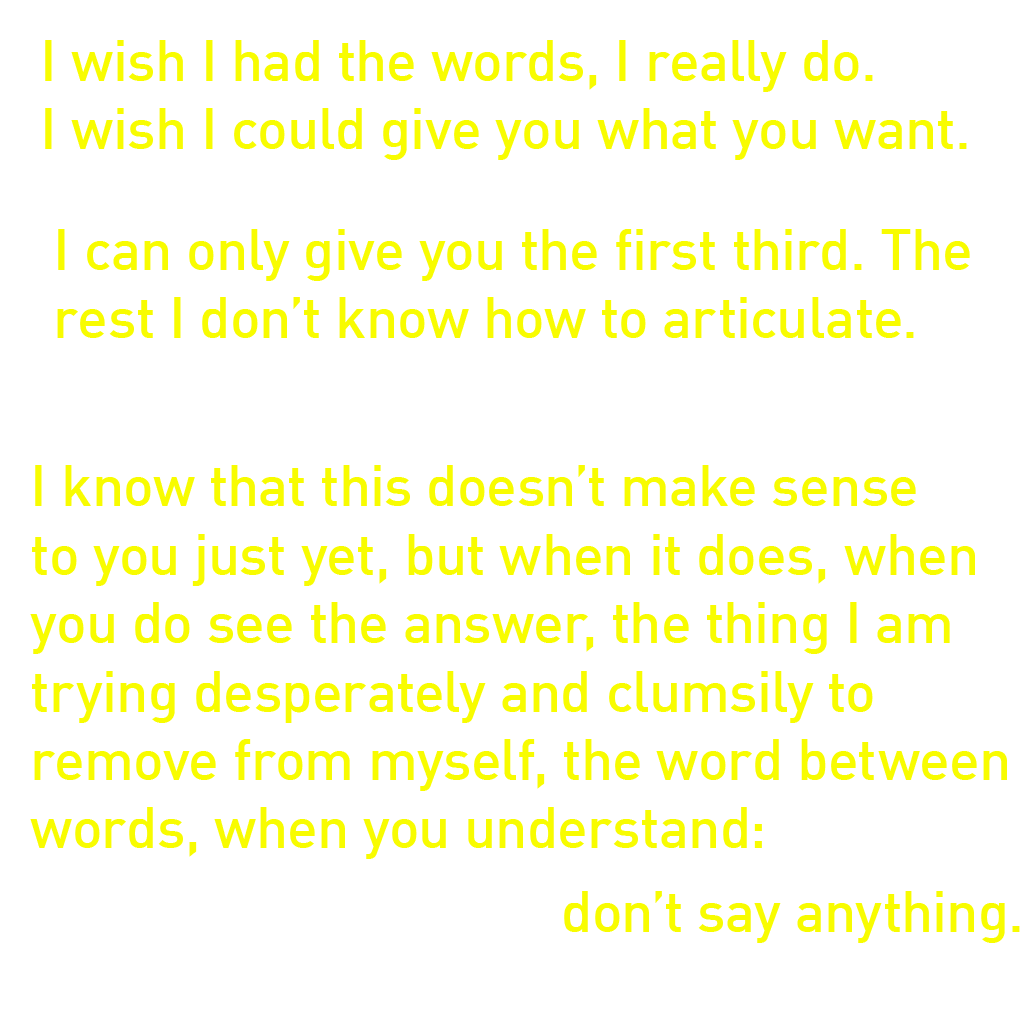 I wish I had the words, I really do.
I wish I could give you what you want.
I can only give you the first third. The
rest I don’t know how to articulate.
I know that this doesn’t make sense
to you just yet, but when it does, when
you do see the answer, the thing I am
trying desperately and clumsily to
remove from myself, the word between
words, when you understand:
don’t say anything.